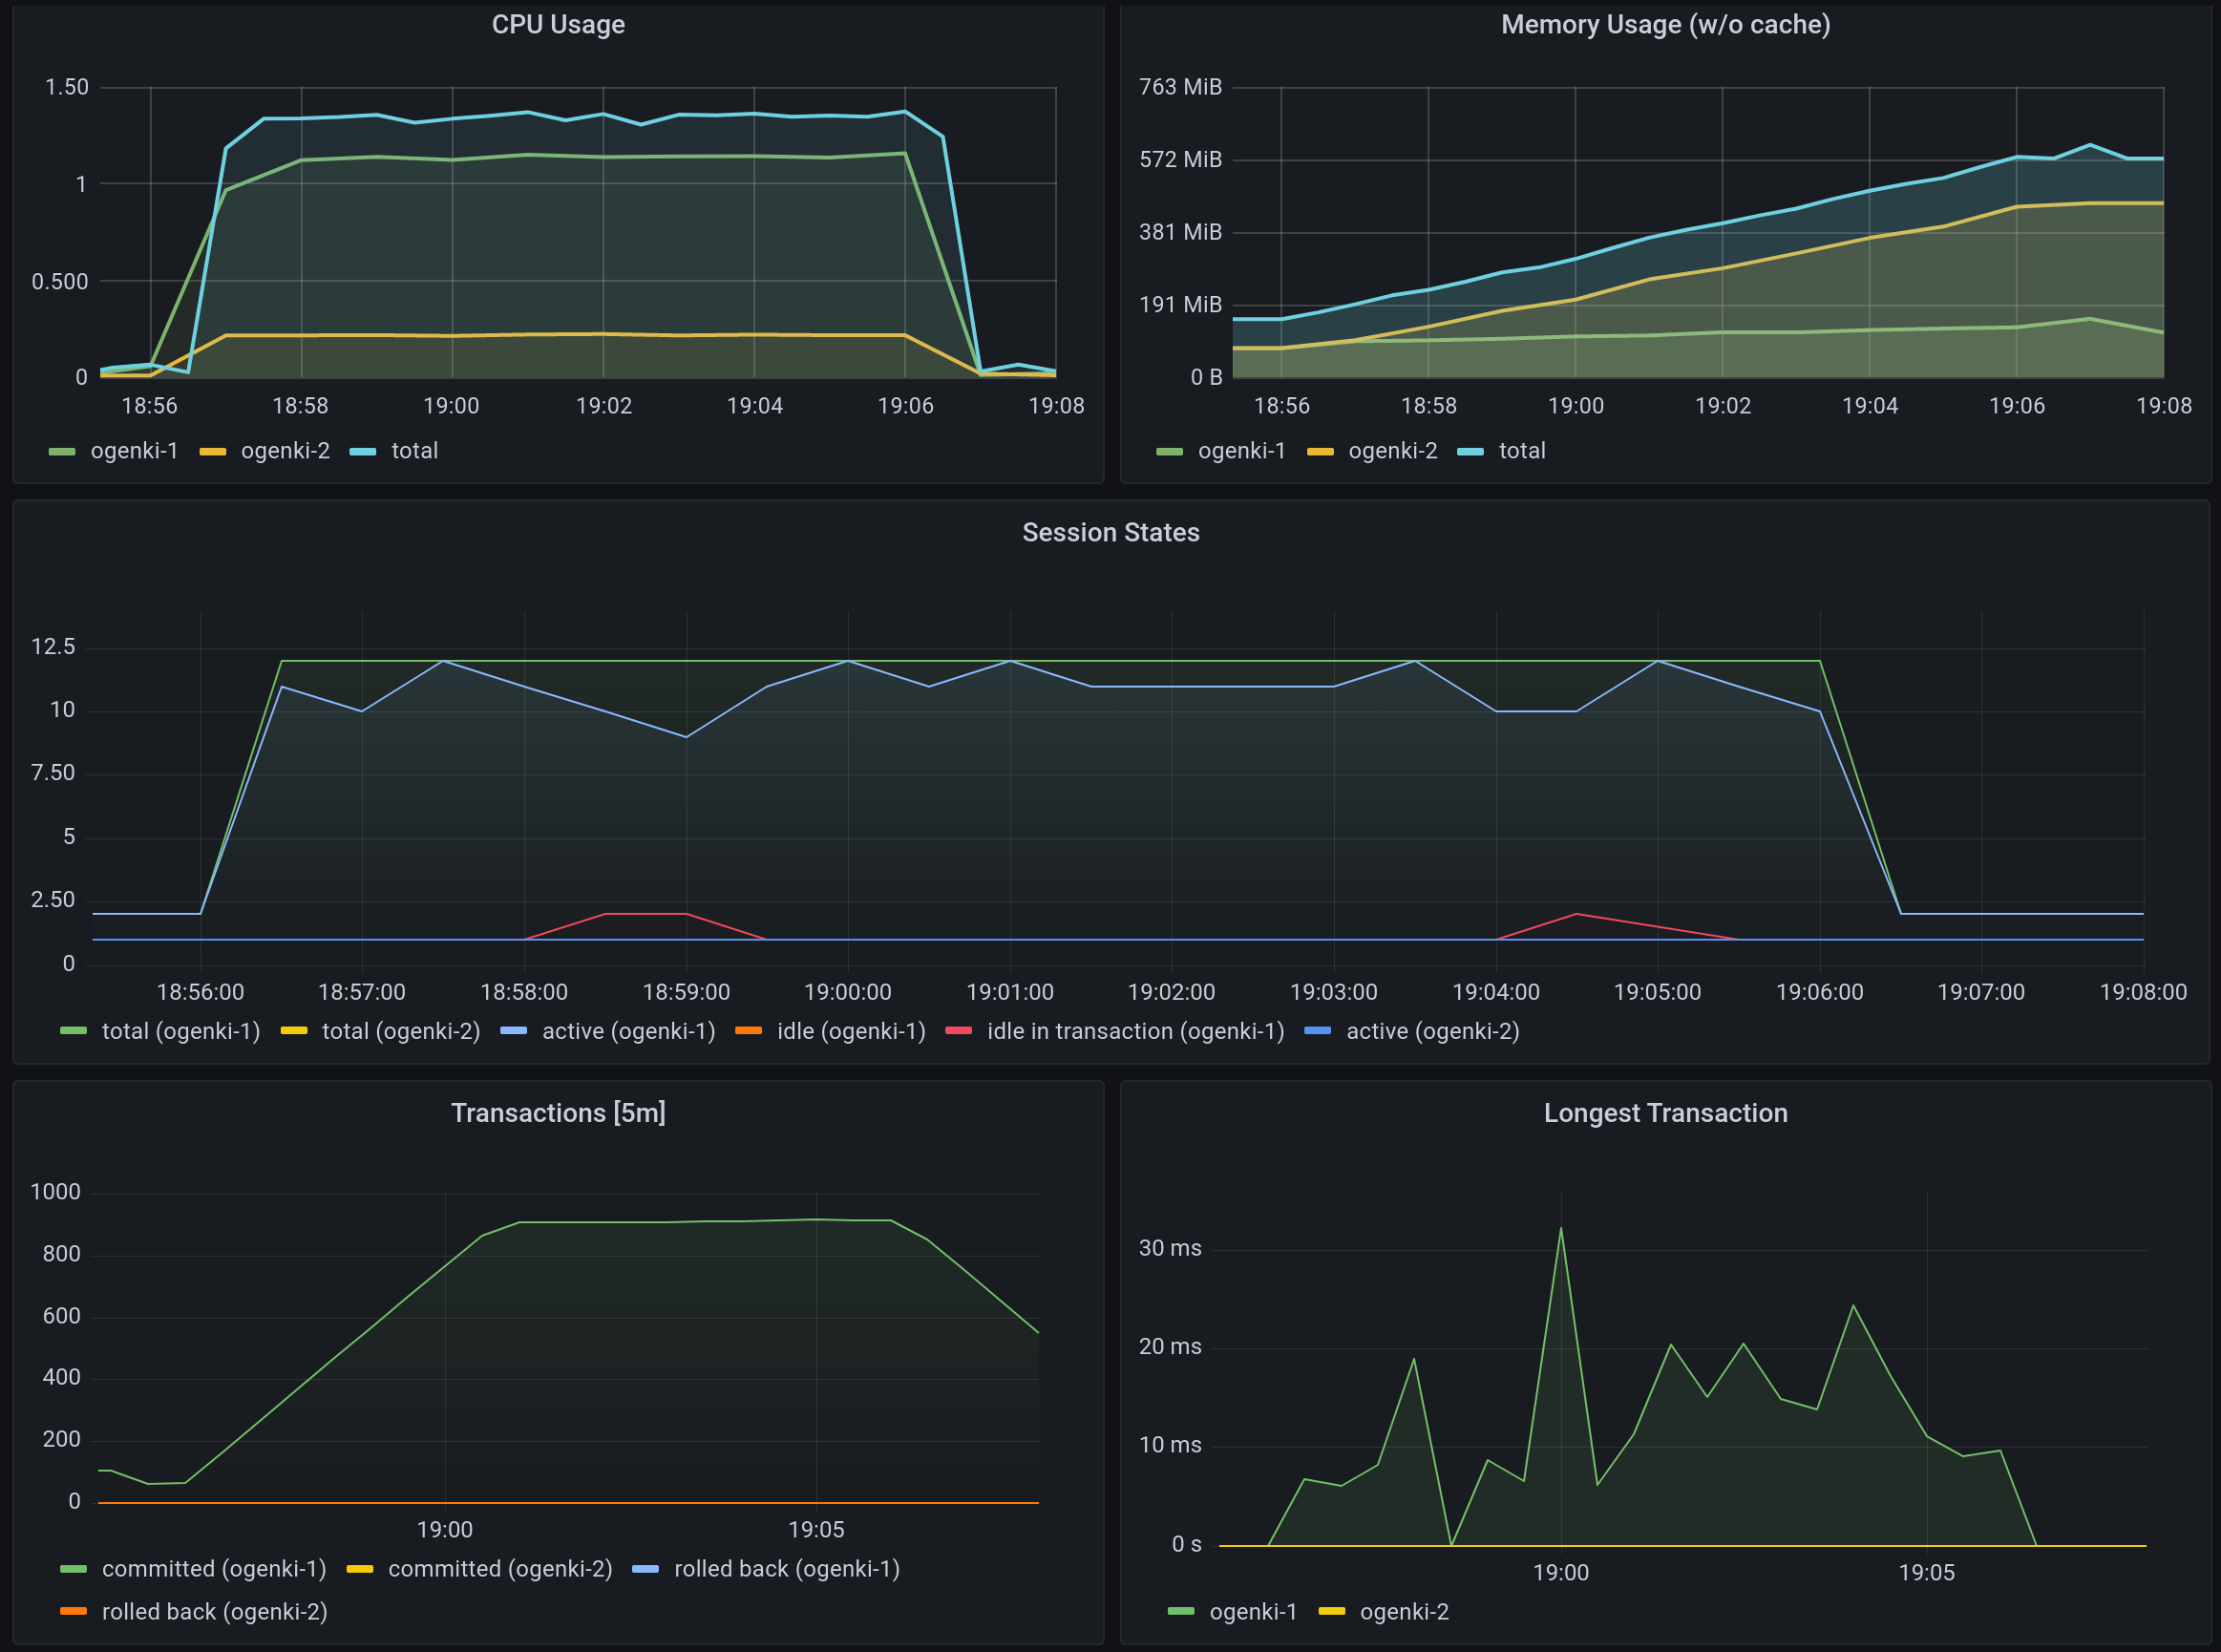 CPU Usage
1.50
1
0.500
0
18:56 18:58 19:00 19:02 19:04 19:06 19:08
ogenki-1 ogenki-2 total
Memory Usage (w/o cache)
763 MiB
572 MiB
381 MiB
191 MiB
0 B
18:56 18:58 19:00 19:02 19:04 19:06 19:08
ogenki-1 ogenki-2 total
Session States
12.5
10
7.50
5
2.50
0
18:56:00 18:57:00 18:58:00 18:59:00 19:00:00 19:01:00 19:02:00 19:03:00 19:04:00 19:05:00 19:06:00 19:07:00 19:08:00
total (ogenki-1) total (ogenki-2) active (ogenki-1) idle (ogenki-1) idle in transaction (ogenki-1) active (ogenki-2)
Transactions [5m]
1000
800
600
400
200
0
19:00 19:05
committed (ogenki-1) committed (ogenki-2) rolled back (ogenki-1)
rolled back (ogenki-2)
Longest Transaction
30 ms
20 ms
10 ms
0 s
19:00 19:05
ogenki-1 ogenki-2